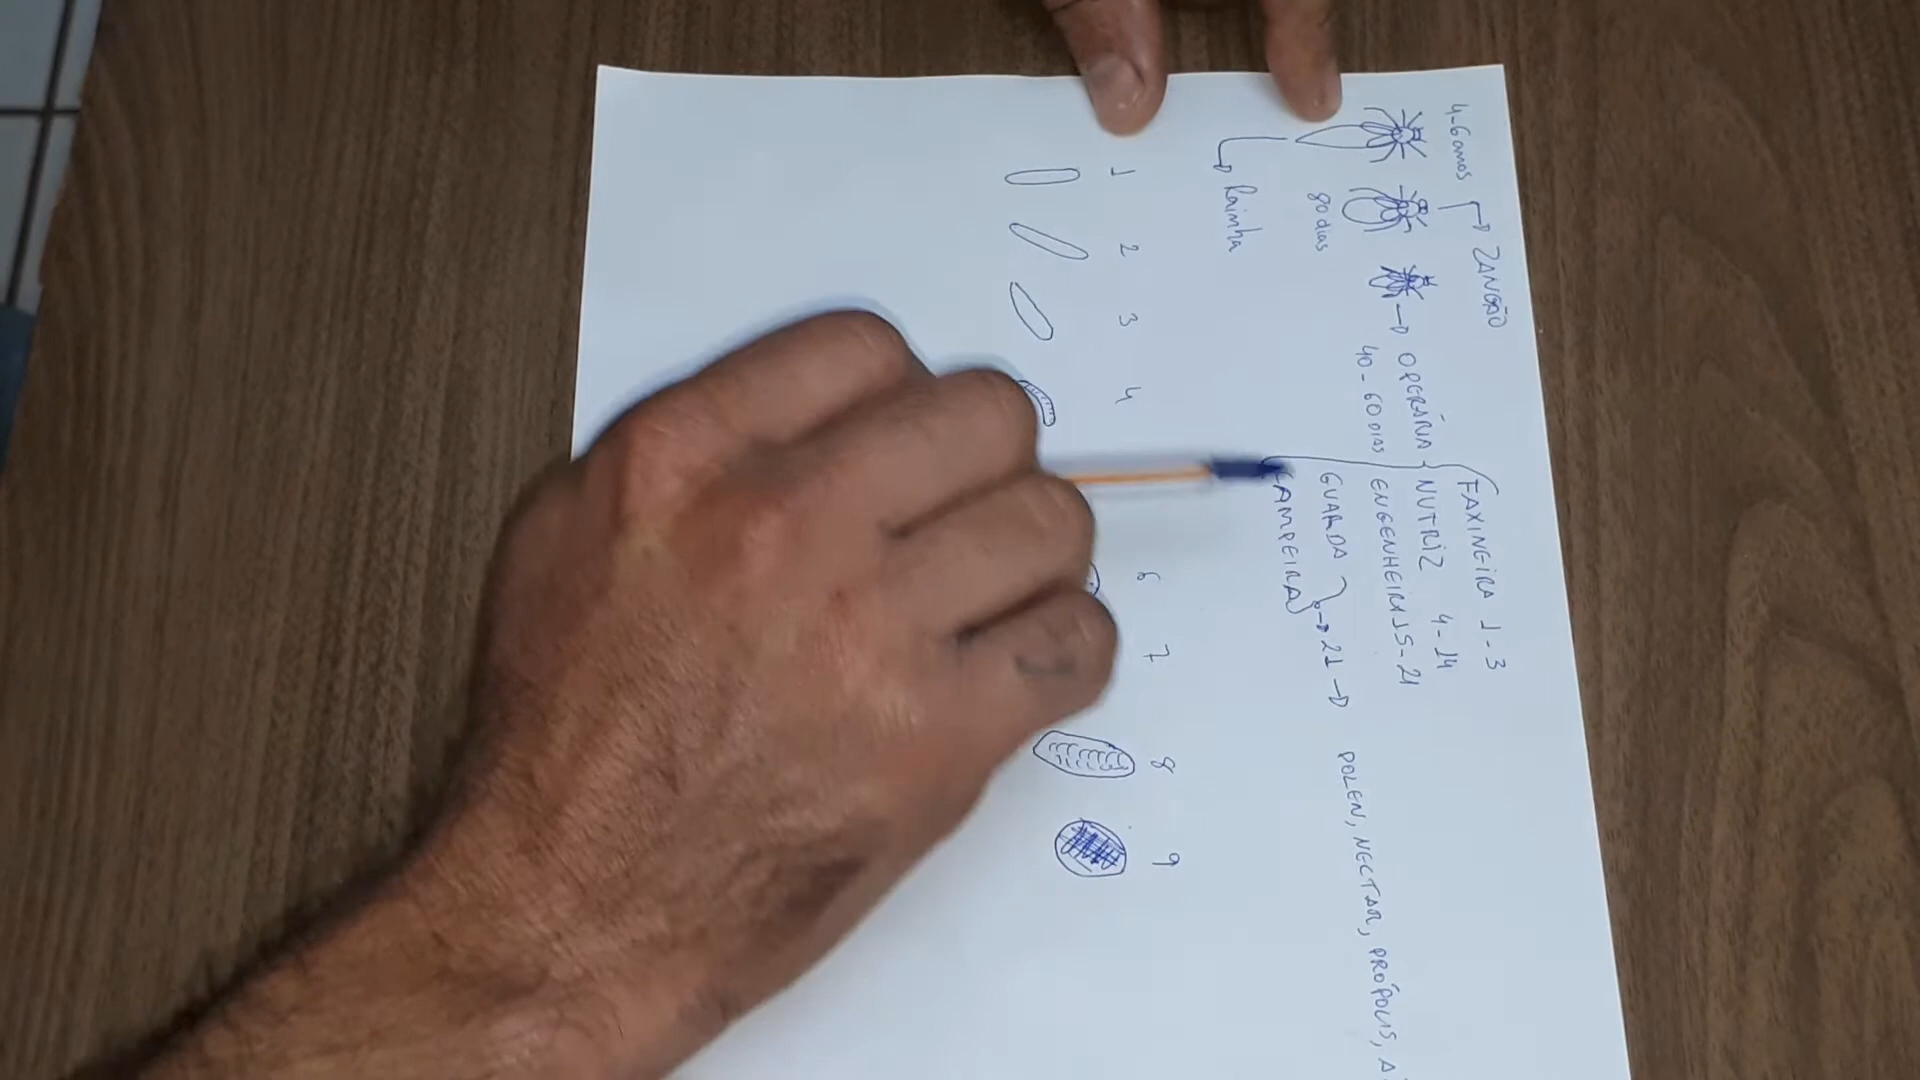 4-6 anos → ZANGÃO
FAXINEIRA 1-3
→ OPERÁRIA
NUTRIZ 4-14
40-60 DIAS
ENGENHEIRA 15-21
80 dias
GUARDA
→ 21 →
POLEN, NECTAR, PRÓPOLIS, A
CAMPEIRA
→ Rainha
1 2 3 4 6 7 8 9